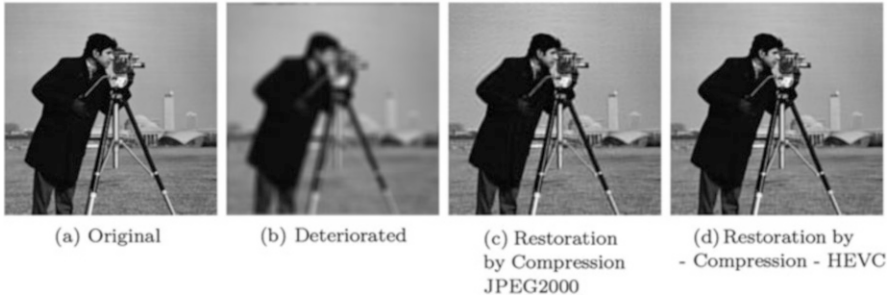 (a) Original
(b) Deteriorated
(c) Restoration
by Compression
JPEG2000
(d) Restoration by
- Compression - HEVC